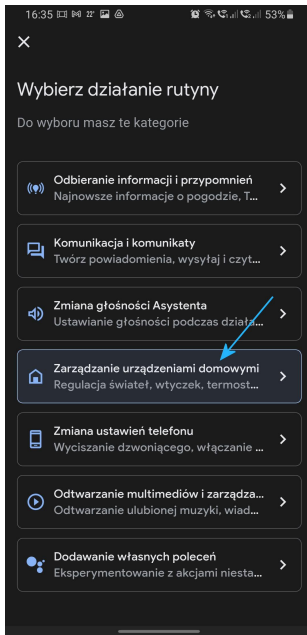 16:35 22° 53%
Wybierz działanie rutyny
Do wyboru masz te kategorie
Odbieranie informacji i przypomnień
Najnowsze informacje o pogodzie, T...
Komunikacja i komunikaty
Twórz powiadomienia, wysyłaj i czyt...
Zmiana głośności Asystenta
Ustawianie głośności podczas działa...
Zarządzanie urządzeniami domowymi
Regulacja świateł, wtyczek, termost...
Zmiana ustawień telefonu
Wyciszanie dzwoniącego, włączanie ...
Odtwarzanie multimediów i zarządza...
Odtwarzanie ulubionej muzyki, wiad...
Dodawanie własnych poleceń
Eksperymentowanie z akcjami niesta...